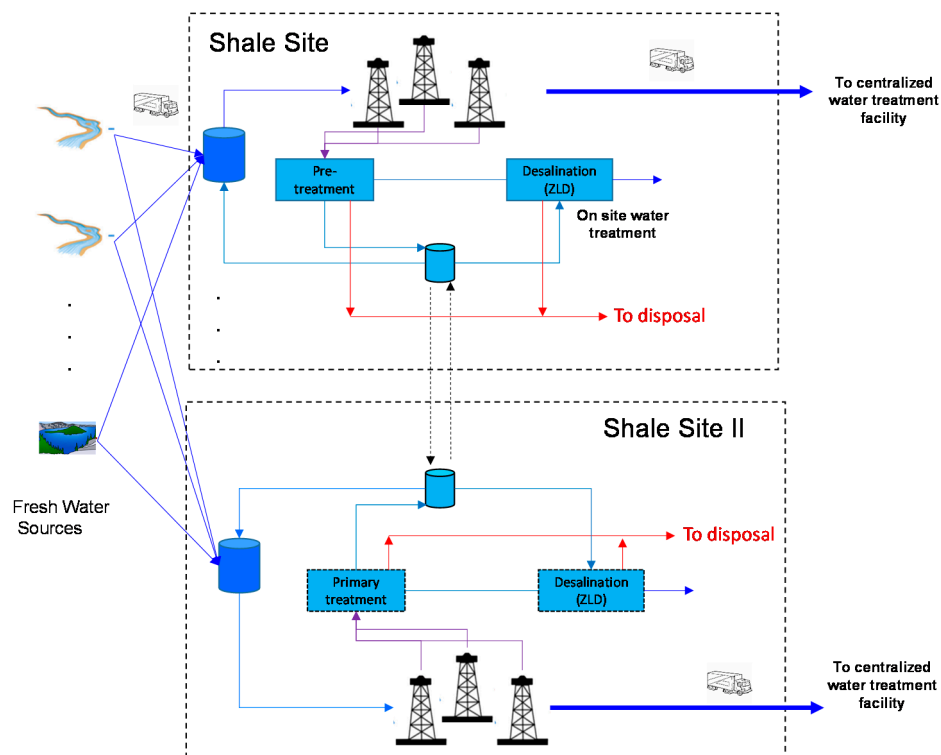 Shale Site
To centralized
water treatment
facility
Pre-
treatment
Desalination
(ZLD)
On site water
treatment
To disposal
Shale Site II
Fresh Water
Sources
To disposal
Primary
treatment
Desalination
(ZLD)
To centralized
water treatment
facility